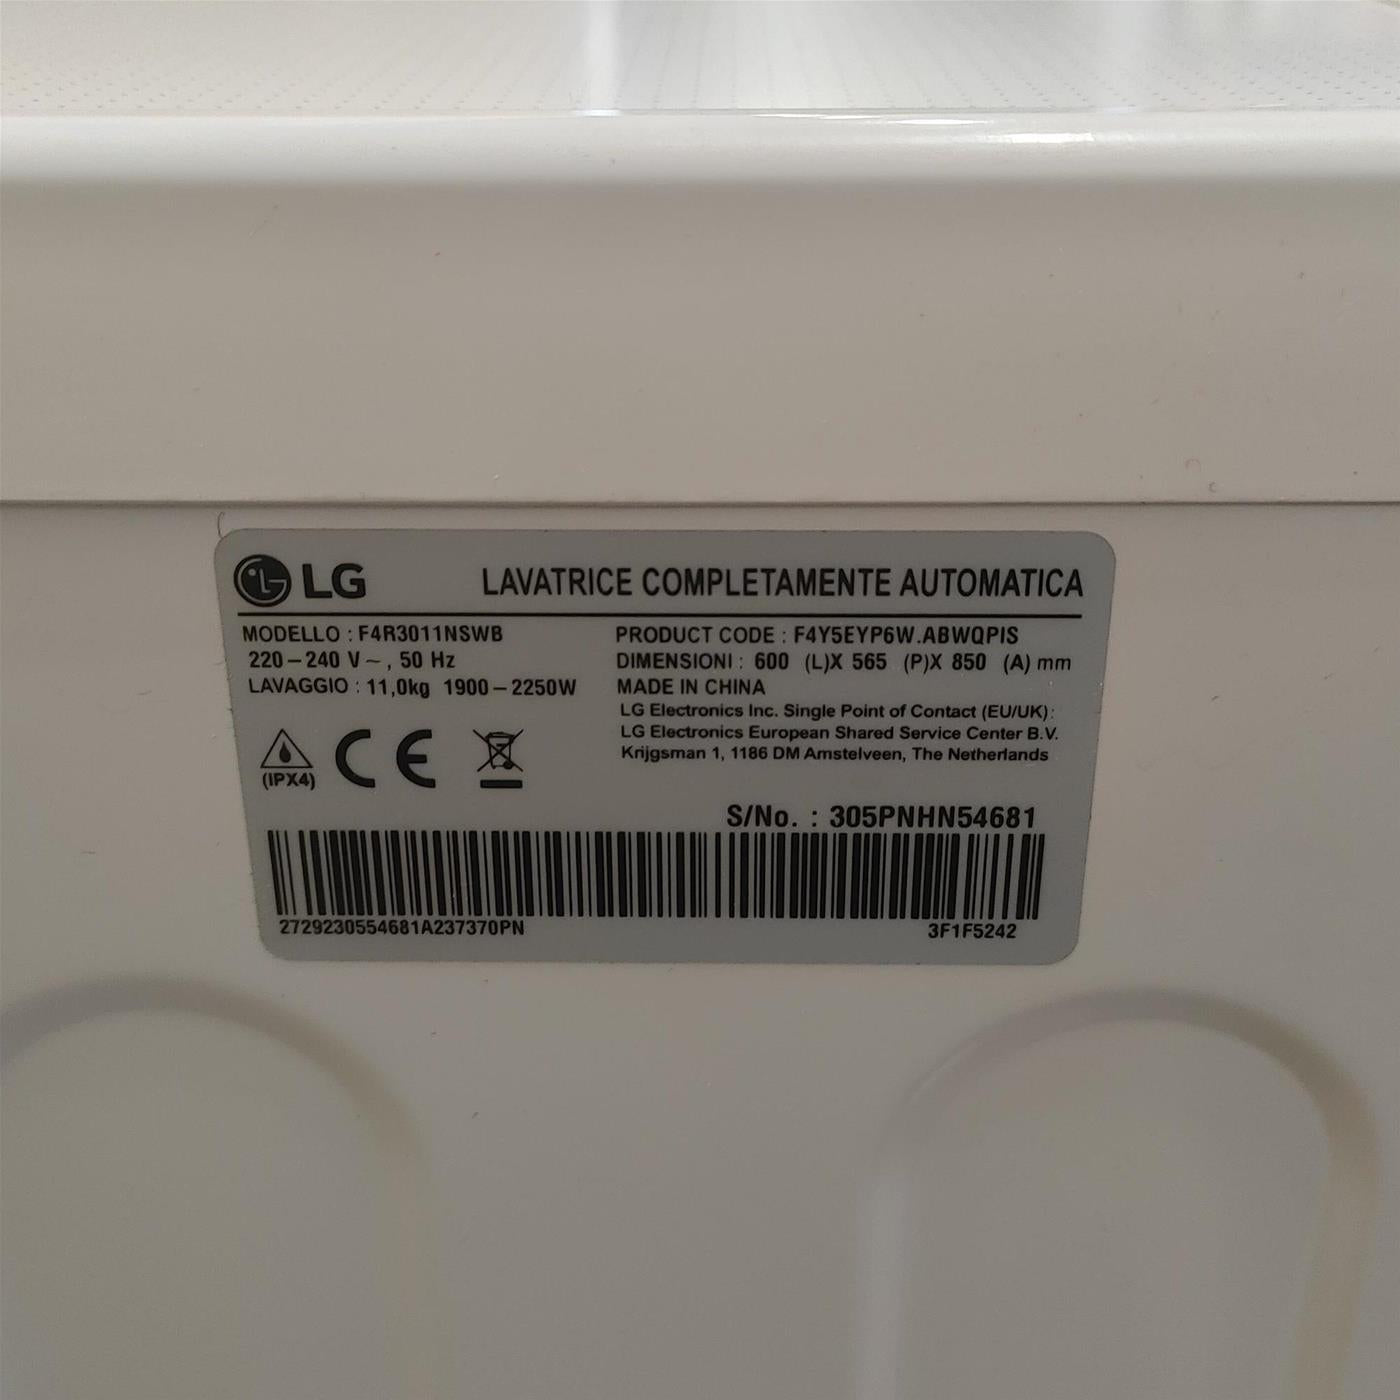 LG LAVATRICE COMPLETAMENTE AUTOMATICA
MODELLO : F4R3011NSWB
220–240 V~, 50 Hz
LAVAGGIO : 11,0kg 1900–2250W
PRODUCT CODE : F4Y5EYP6W.ABWQPIS
DIMENSIONI : 600 (L)X 565 (P)X 850 (A) mm
MADE IN CHINA
LG Electronics Inc. Single Point of Contact (EU/UK):
LG Electronics European Shared Service Center B.V.
Krijgsman 1, 1186 DM Amstelveen, The Netherlands
(IPX4) CE
S/No. : 305PNHN54681
2729230554681A237370PN 3F1F5242